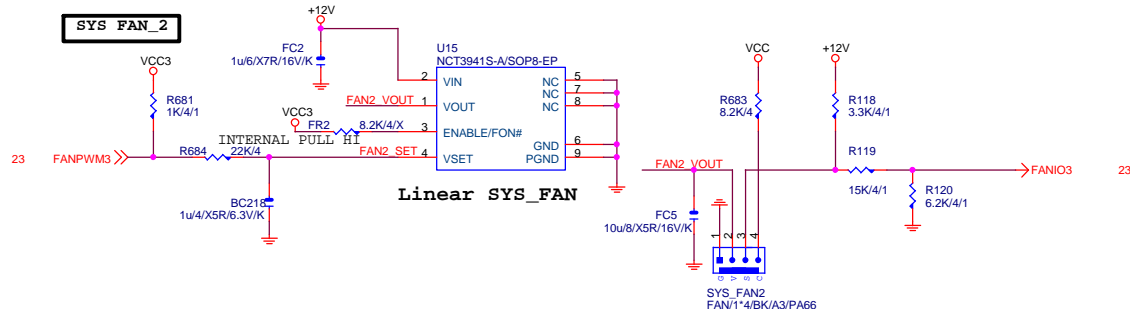 SYS FAN_2
+12V
FC2
1u/6/X7R/16V/K
U15
NCT3941S-A/SOP8-EP
2 VIN
1 VOUT
3 ENABLE/FON#
4 VSET
NC 5
NC 7
NC 8
GND 6
PGND 9
FAN2_VOUT
VCC3
FR2
8.2K/4/X
INTERNAL PULL HI
FAN2_SET
VCC3
R681
1K/4/1
23 FANPWM3
R684
22K/4
BC218
1u/4/X5R/6.3V/K
Linear SYS_FAN
VCC
R683
8.2K/4
+12V
R118
3.3K/4/1
FAN2_VOUT
FC5
10u/8/X5R/16V/K
R119
15K/4/1
R120
6.2K/4/1
FANIO3 23
1 2 3 4
G V S C
SYS_FAN2
FAN/1*4/BK/A3/PA66